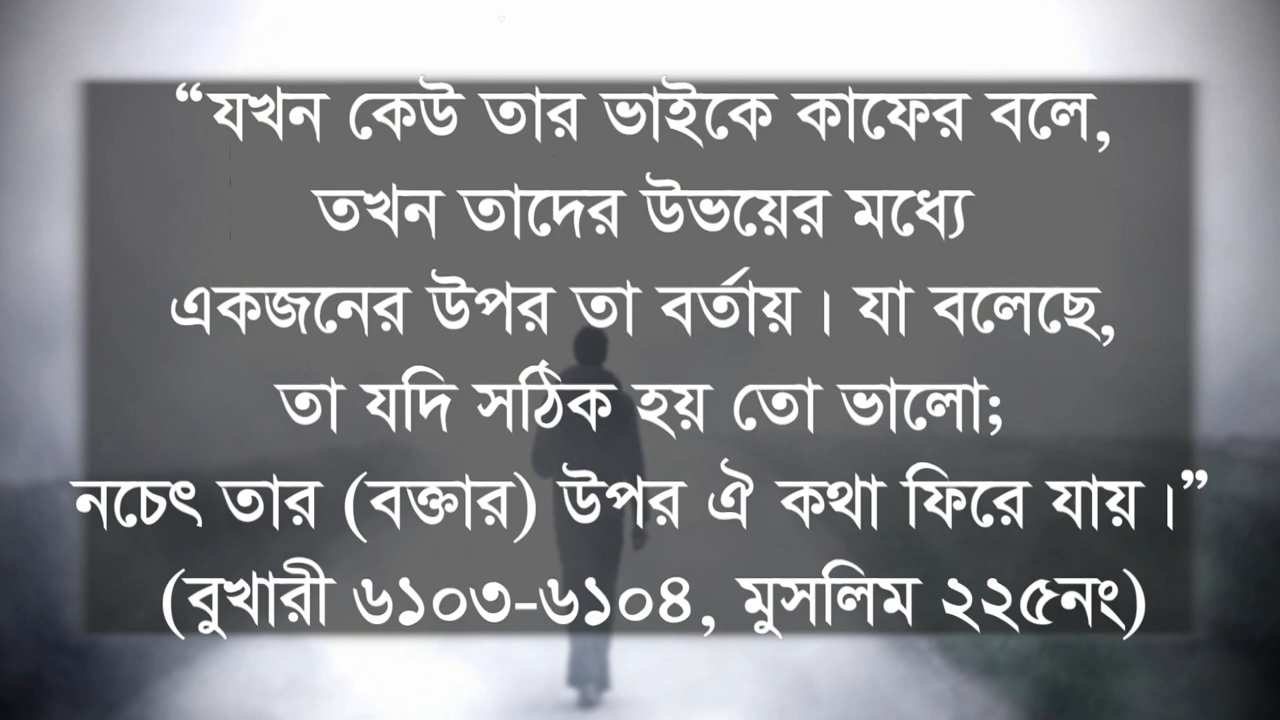 “যখন কেউ তার ভাইকে কাফের বলে,
তখন তাদের উভয়ের মধ্যে
একজনের উপর তা বর্তায়। যা বলেছে,
তা যদি সঠিক হয় তো ভালো;
নচেৎ তার (বক্তার) উপর ঐ কথা ফিরে যায়।”
(বুখারী ৬১০৩-৬১০৪, মুসলিম ২২৫নং)